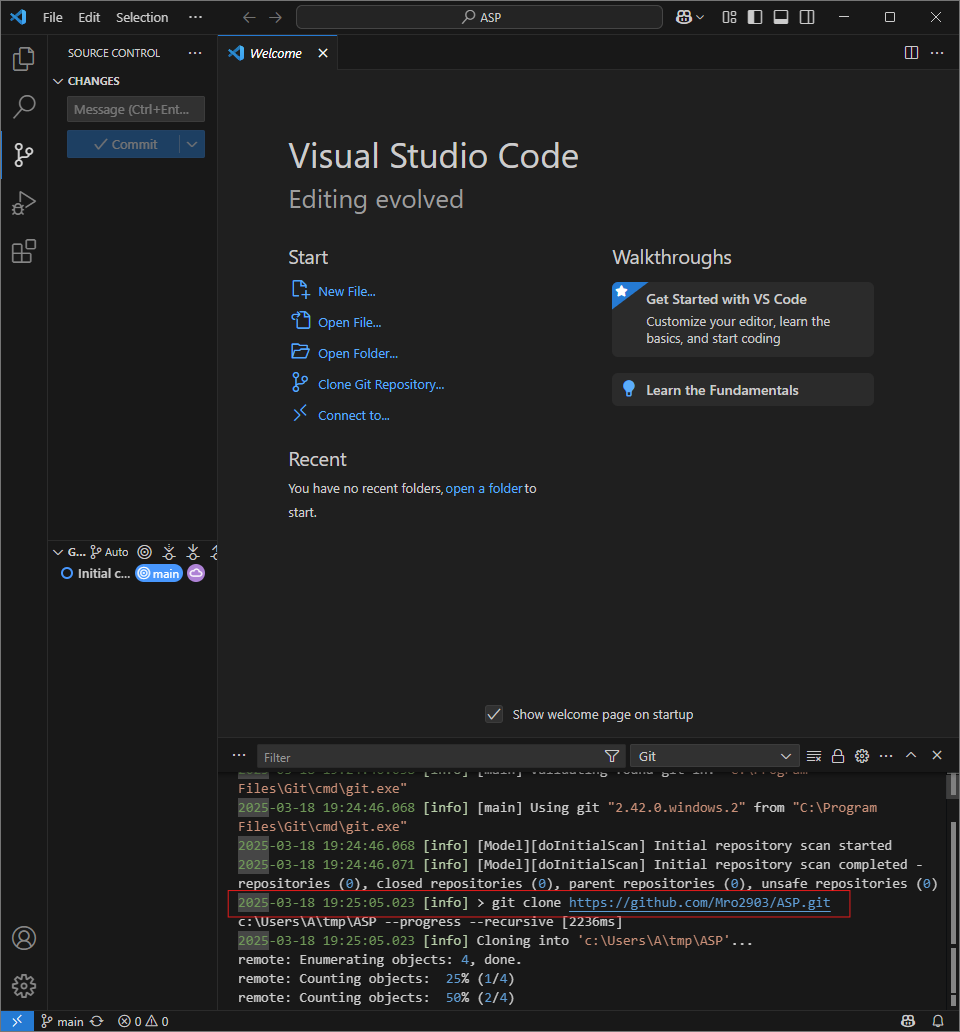 File Edit Selection ··· ASP
SOURCE CONTROL ···
Welcome
CHANGES
Message (Ctrl+Ent...
Commit
Visual Studio Code
Editing evolved
Start
New File...
Open File...
Open Folder...
Clone Git Repository...
Connect to...
Walkthroughs
Get Started with VS Code
Customize your editor, learn the
basics, and start coding
Learn the Fundamentals
Recent
You have no recent folders, open a folder to
start.
G... Auto
Initial c... main
Show welcome page on startup
··· Filter Git ···
Files\Git\cmd\git.exe"
2025-03-18 19:24:46.068 [info] [main] Using git "2.42.0.windows.2" from "C:\Program
Files\Git\cmd\git.exe"
2025-03-18 19:24:46.068 [info] [Model][doInitialScan] Initial repository scan started
2025-03-18 19:24:46.071 [info] [Model][doInitialScan] Initial repository scan completed -
repositories (0), closed repositories (0), parent repositories (0), unsafe repositories (0)
2025-03-18 19:25:05.023 [info] > git clone https://github.com/Mro2903/ASP.git
c:\Users\A\tmp\ASP --progress --recursive [2236ms]
2025-03-18 19:25:05.023 [info] Cloning into 'c:\Users\A\tmp\ASP'...
remote: Enumerating objects: 4, done.
remote: Counting objects:  25% (1/4)
remote: Counting objects:  50% (2/4)
main 0 0